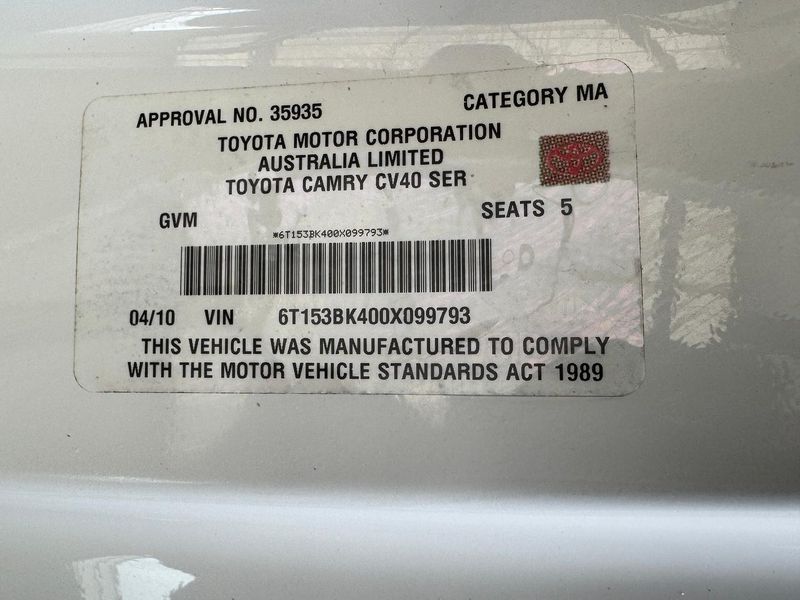 APPROVAL NO. 35935 CATEGORY MA
TOYOTA MOTOR CORPORATION
AUSTRALIA LIMITED
TOYOTA CAMRY CV40 SER
GVM SEATS 5
*6T153BK400X099793*
04/10 VIN 6T153BK400X099793
THIS VEHICLE WAS MANUFACTURED TO COMPLY
WITH THE MOTOR VEHICLE STANDARDS ACT 1989